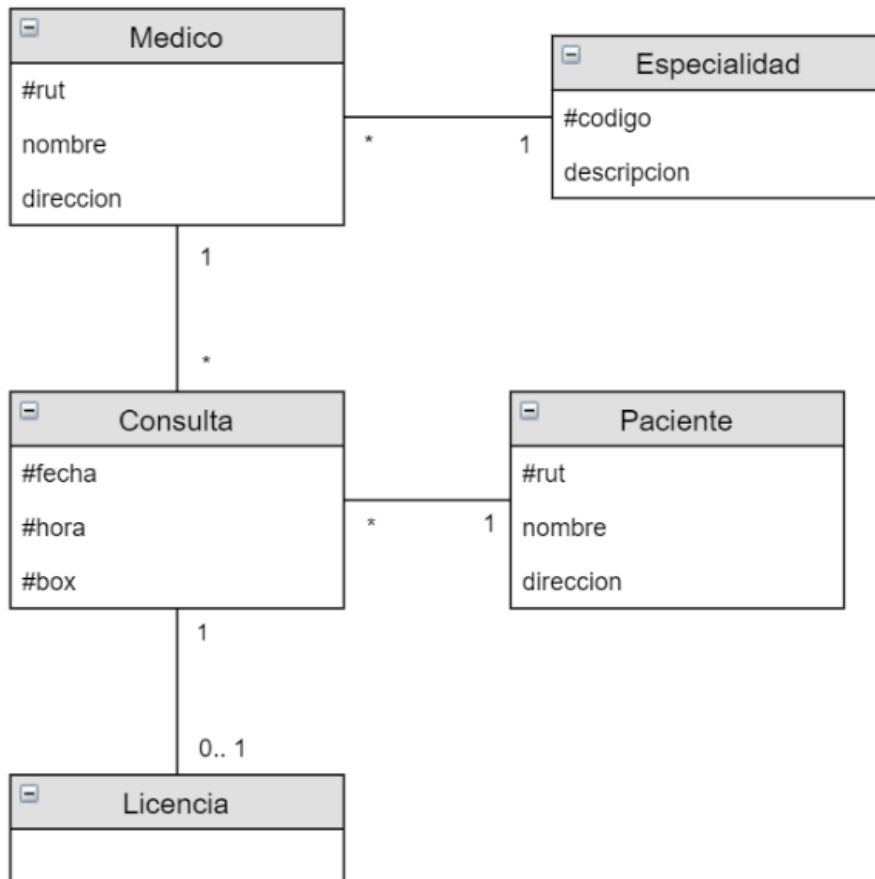 Medico
#rut
nombre
direccion
*
1
Especialidad
#codigo
descripcion
1
*
Consulta
#fecha
#hora
#box
*
1
Paciente
#rut
nombre
direccion
1
0.. 1
Licencia